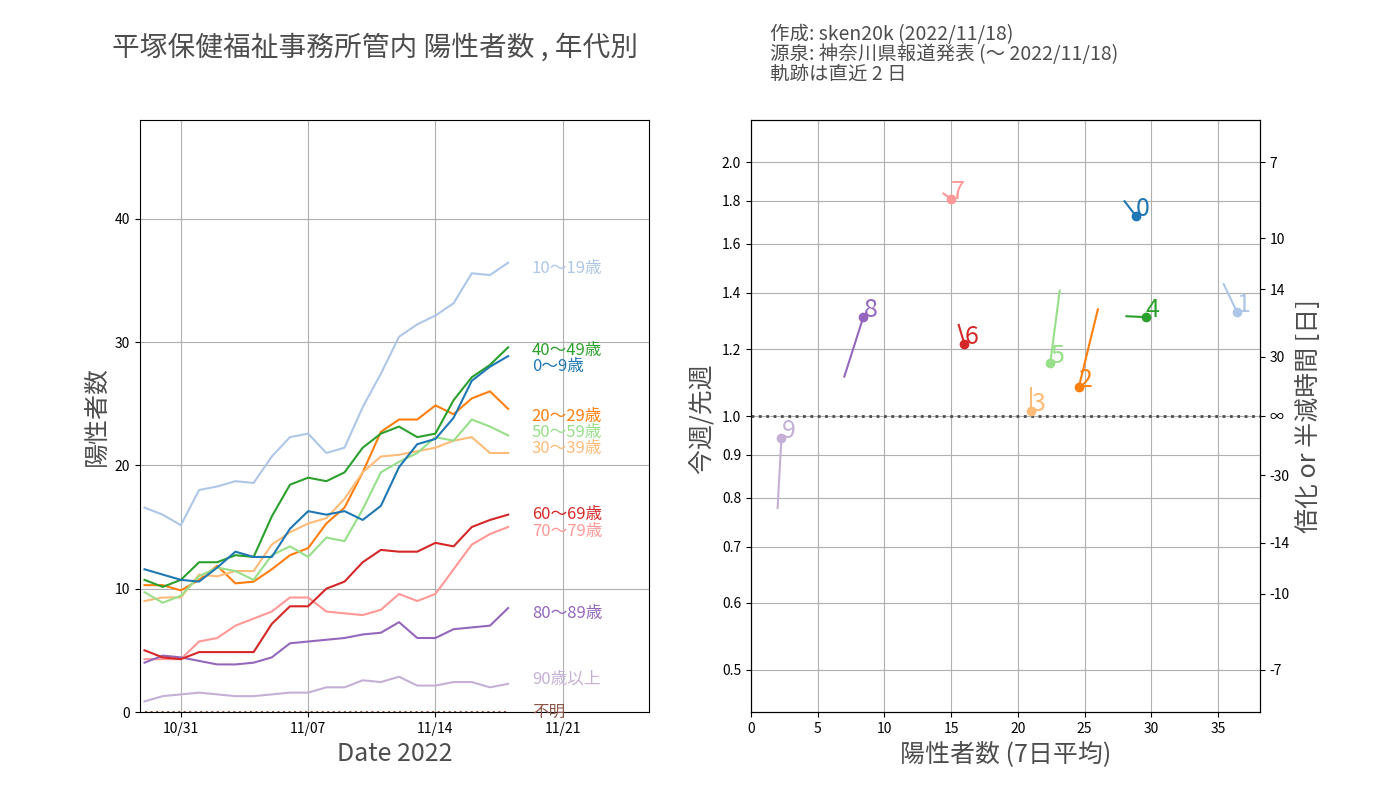 平塚保健福祉事務所管内 陽性者数 , 年代別
作成: sken20k (2022/11/18)
源泉: 神奈川県報道発表 (〜 2022/11/18)
軌跡は直近 2 日
陽性者数
40
30
20
10
0
10〜19歳
40〜49歳
0〜9歳
20〜29歳
50〜59歳
30〜39歳
60〜69歳
70〜79歳
80〜89歳
90歳以上
不明
10/31 11/07 11/14 11/21
Date 2022
今週/先週
2.0
1.8
1.6
1.4
1.2
1.0
0.9
0.8
0.7
0.6
0.5
7
0
1
8
4
6
5
2
3
9
7
10
14
30
∞
-30
-14
-10
-7
倍化 or 半減時間 [日]
0 5 10 15 20 25 30 35
陽性者数 (7日平均)